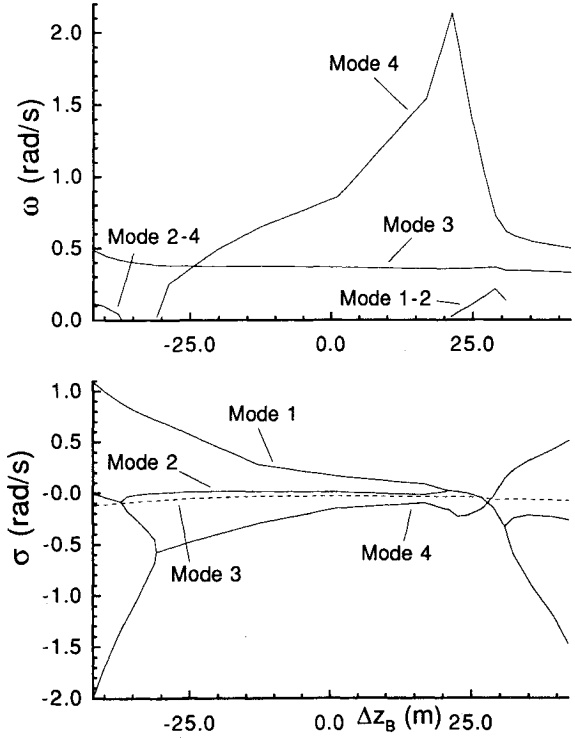 2.0
1.5
1.0
0.5
0.0
ω (rad/s)
Mode 4
Mode 3
Mode 2-4
Mode 1-2
-25.0 0.0 25.0
1.0
0.5
-0.0
-0.5
-1.0
-1.5
-2.0
σ (rad/s)
Mode 1
Mode 2
Mode 4
Mode 3
-25.0 0.0 Δz_B (m) 25.0